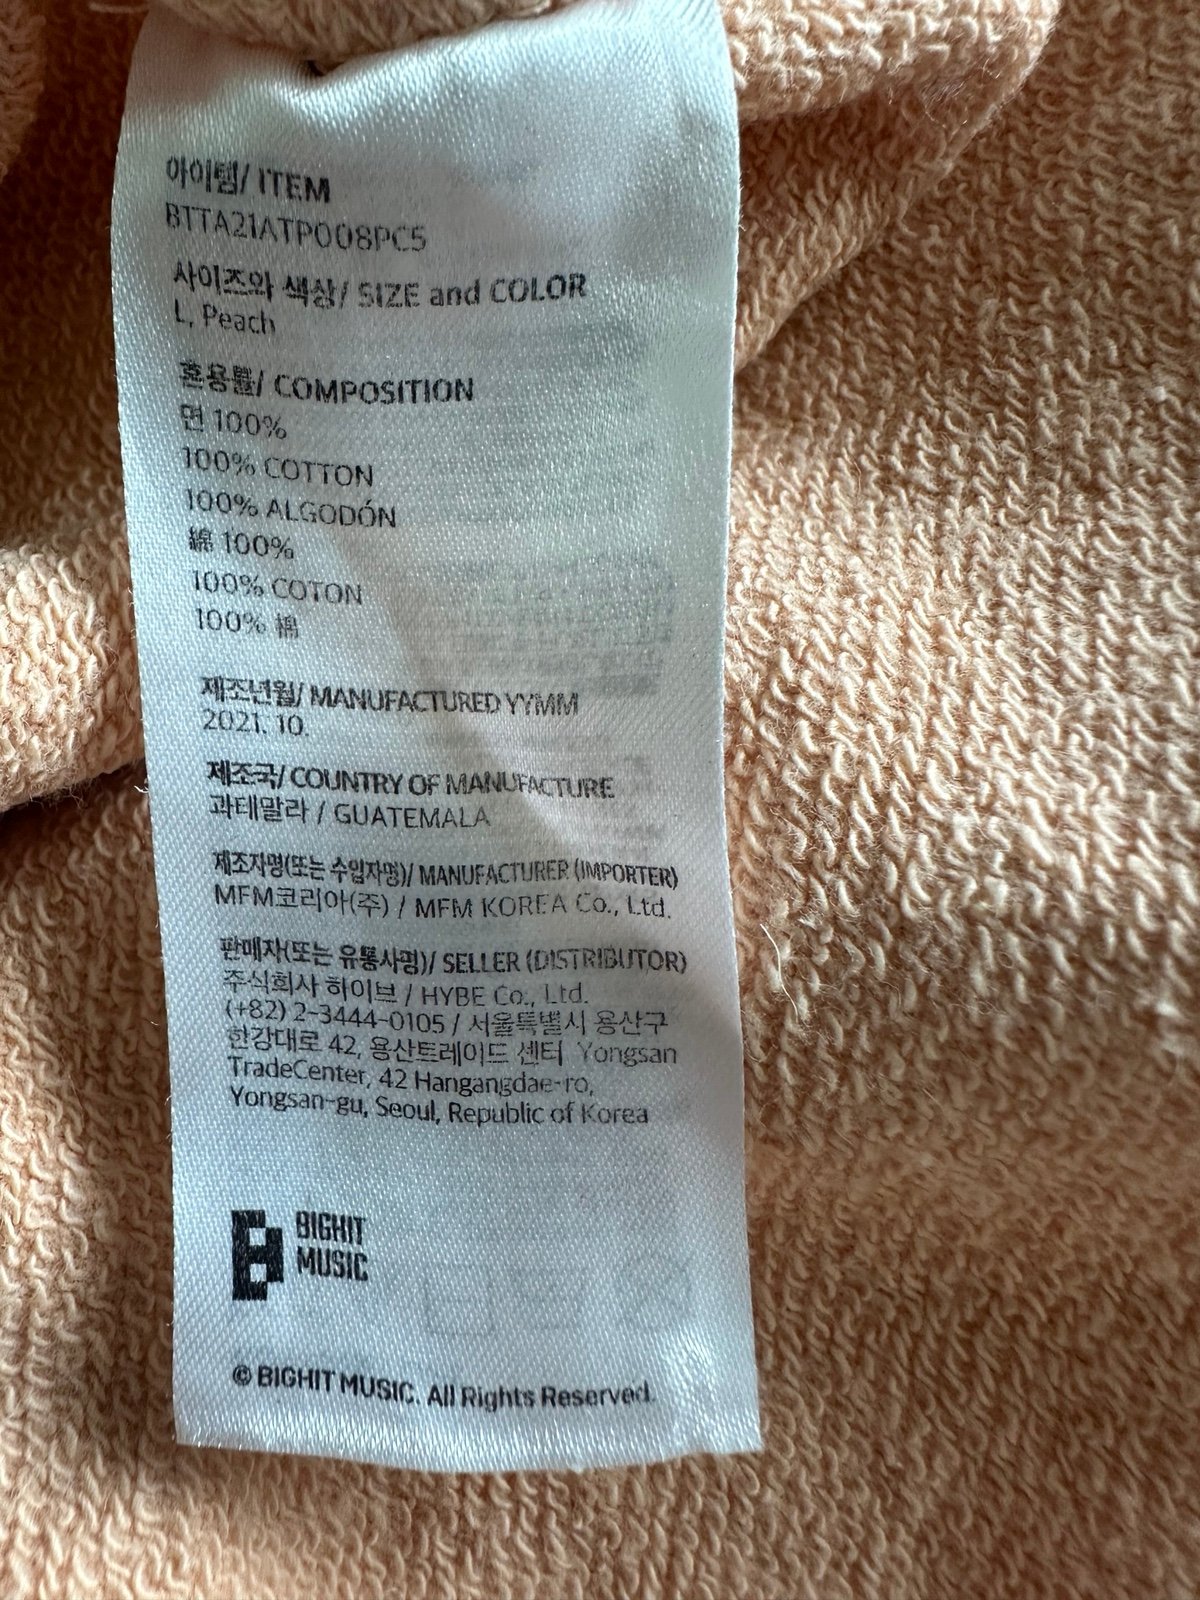 아이템/ ITEM
BTTA21ATP008PC5
사이즈와 색상/ SIZE and COLOR
L, Peach
혼용률/ COMPOSITION
면 100%
100% COTTON
100% ALGODÓN
綿 100%
100% COTON
100% 棉
제조년월/ MANUFACTURED YYMM
2021. 10.
제조국/ COUNTRY OF MANUFACTURE
과테말라 / GUATEMALA
제조자명(또는 수입자명)/ MANUFACTURER (IMPORTER)
MFM코리아(주) / MFM KOREA Co., Ltd.
판매자(또는 유통사명)/ SELLER (DISTRIBUTOR)
주식회사 하이브 / HYBE Co., Ltd.
(+82) 2-3444-0105 / 서울특별시 용산구
한강대로 42, 용산트레이드 센터 Yongsan
TradeCenter, 42 Hangangdae-ro,
Yongsan-gu, Seoul, Republic of Korea
BIGHIT
MUSIC
© BIGHIT MUSIC. All Rights Reserved.